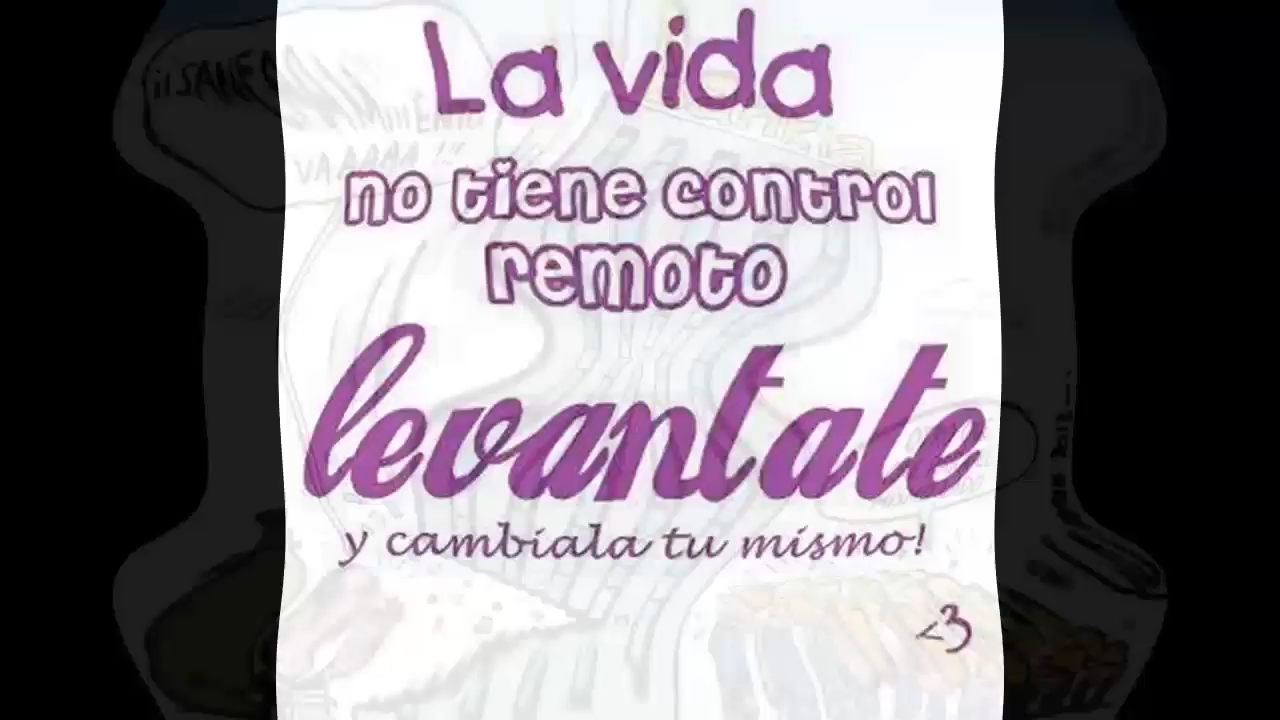 La vida
no tiene control
remoto
levantate
y cambiala tu mismo!
<3